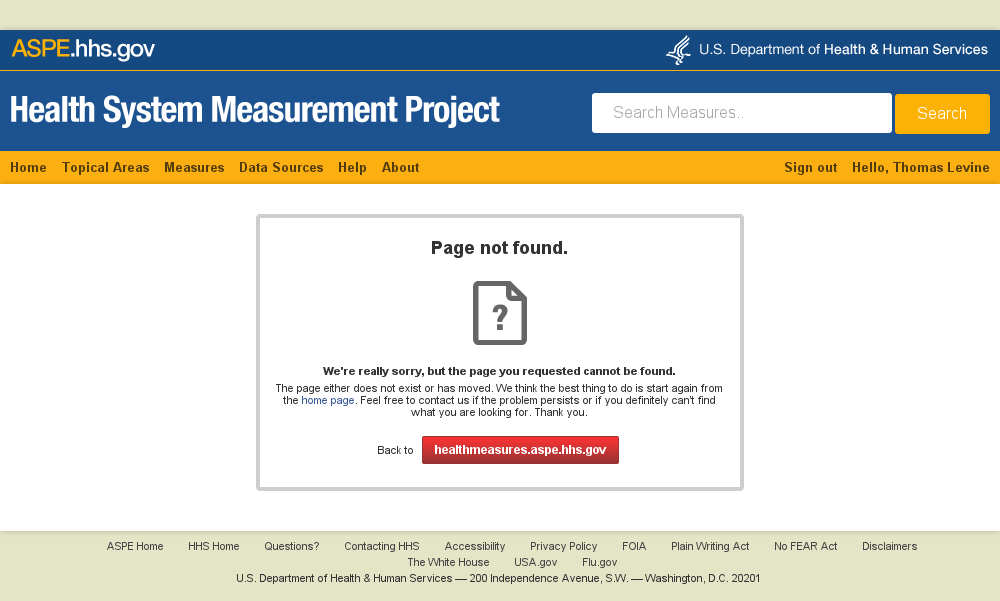 ASPE.hhs.gov
U.S. Department of Health & Human Services
Health System Measurement Project
Search Measures..
Search
Home Topical Areas Measures Data Sources Help About
Sign out Hello, Thomas Levine
Page not found.
?
We're really sorry, but the page you requested cannot be found.
The page either does not exist or has moved. We think the best thing to do is start again from
the home page. Feel free to contact us if the problem persists or if you definitely can't find
what you are looking for. Thank you.
Back to healthmeasures.aspe.hhs.gov
ASPE Home HHS Home Questions? Contacting HHS Accessibility Privacy Policy FOIA Plain Writing Act No FEAR Act Disclaimers
The White House USA.gov Flu.gov
U.S. Department of Health & Human Services — 200 Independence Avenue, S.W. — Washington, D.C. 20201